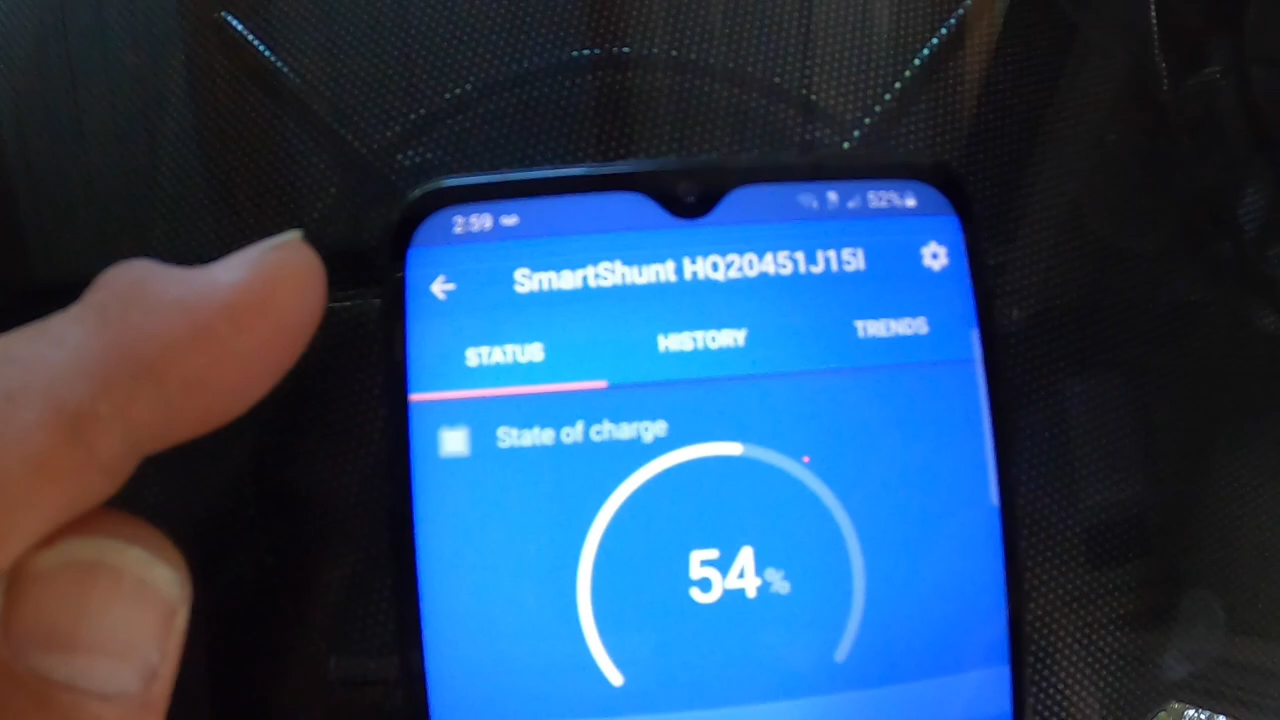 2:59 52%
SmartShunt HQ20451J15I
STATUS HISTORY TRENDS
State of charge
54%